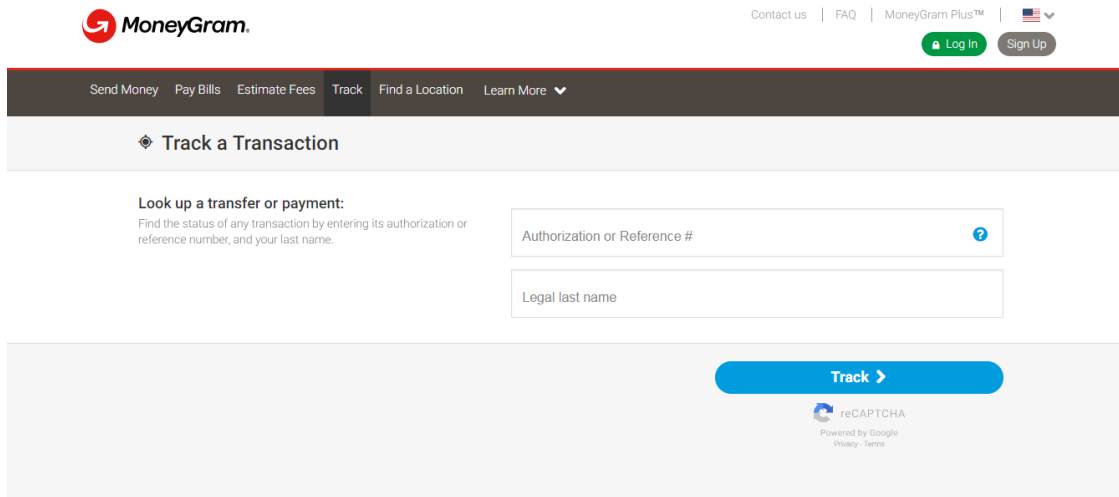 MoneyGram.
Contact us | FAQ | MoneyGram Plus™ |
Log In
Sign Up
Send Money Pay Bills Estimate Fees Track Find a Location Learn More
Track a Transaction
Look up a transfer or payment:
Find the status of any transaction by entering its authorization or
reference number, and your last name.
Authorization or Reference #
?
Legal last name
Track
reCAPTCHA
Powered by Google
Privacy - Terms